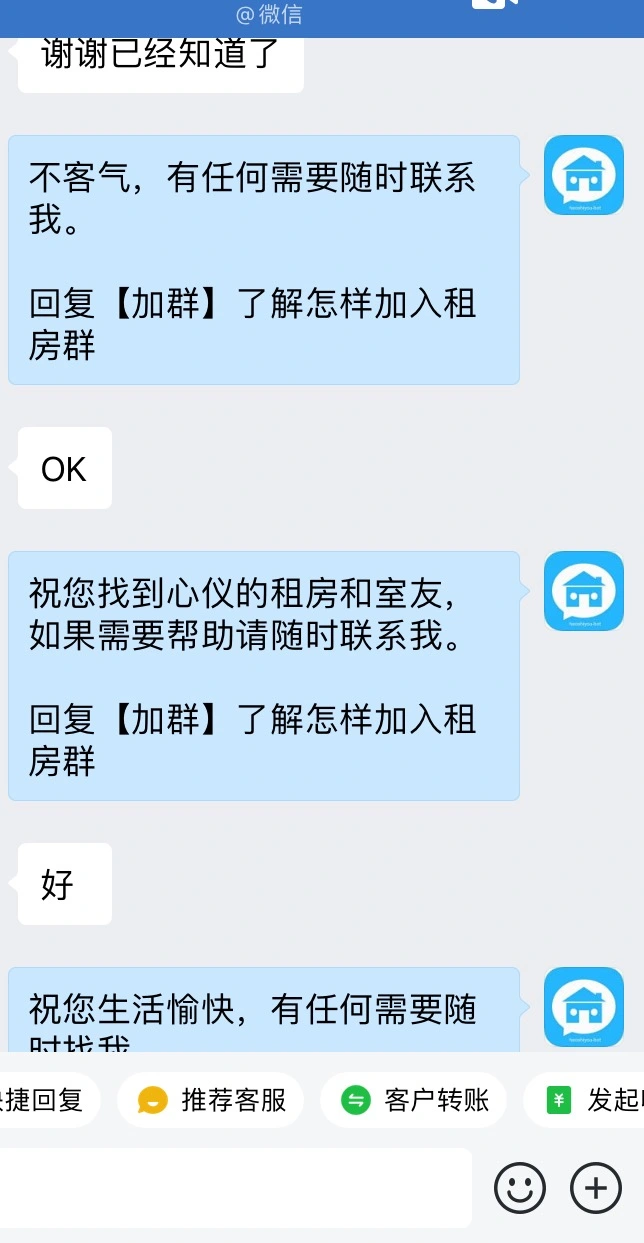 @微信
谢谢已经知道了
不客气，有任何需要随时联系
我。
回复【加群】了解怎样加入租
房群
OK
祝您找到心仪的租房和室友，
如果需要帮助请随时联系我。
回复【加群】了解怎样加入租
房群
好
祝您生活愉快，有任何需要随
时找我
捷回复
推荐客服
客户转账
发起